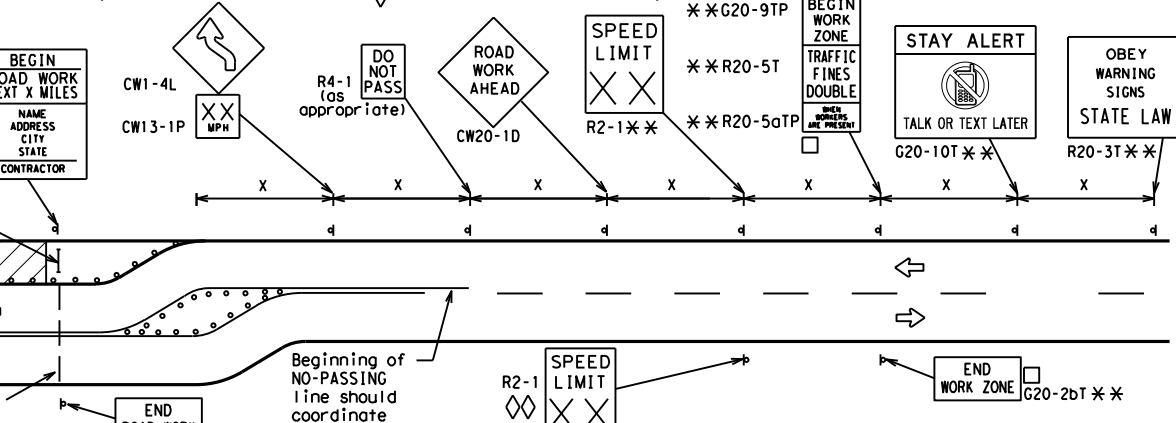 BEGIN
ROAD WORK
NEXT X MILES
NAME
ADDRESS
CITY
STATE
CONTRACTOR
CW1-4L
CW13-1P
XX
MPH
R4-1
(as
appropriate)
DO
NOT
PASS
ROAD
WORK
AHEAD
CW20-1D
SPEED
LIMIT
XX
R2-1**
**G20-9TP
**R20-5T
**R20-5aTP
BEGIN
WORK
ZONE
TRAFFIC
FINES
DOUBLE
WHEN
WORKERS
ARE PRESENT
STAY ALERT
TALK OR TEXT LATER
G20-10T**
OBEY
WARNING
SIGNS
STATE LAW
R20-3T**
X X X X X X X
Beginning of
NO-PASSING
line should
coordinate
R2-1
SPEED
LIMIT
XX
END
WORK ZONE
G20-2bT**
END
ROAD WORK